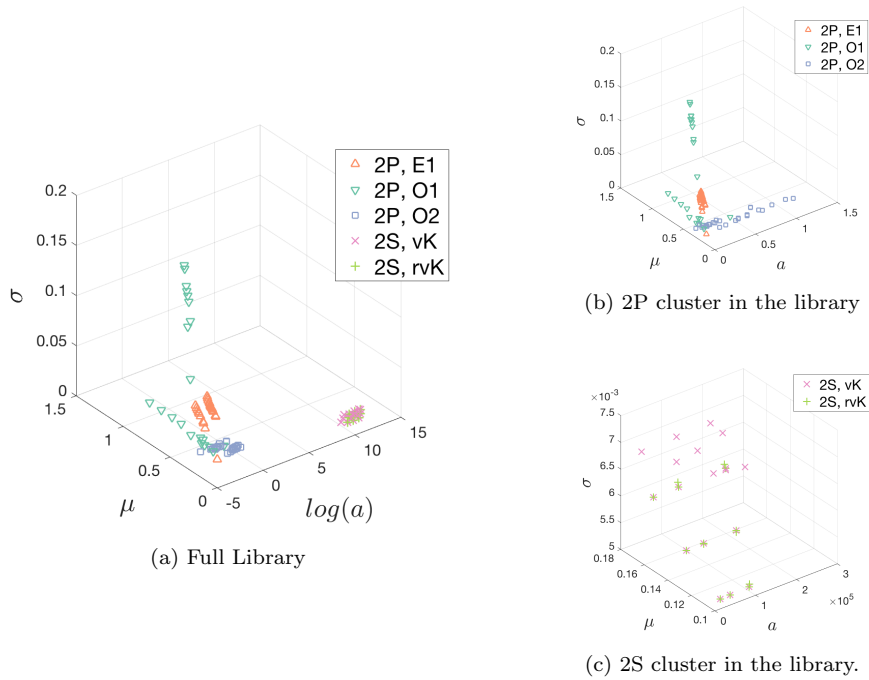 2P, E1
2P, O1
2P, O2
2S, vK
2S, rvK
0.2
0.15
0.1
0.05
0
σ
1.5
1
0.5
0
μ
-5
0
5
10
15
log(a)
(a) Full Library
2P, E1
2P, O1
2P, O2
0.2
0.15
0.1
0.05
0
σ
1.5
1
0.5
0
μ
0
0.5
1
1.5
a
(b) 2P cluster in the library
2S, vK
2S, rvK
×10⁻³
7.5
7
6.5
6
5.5
5
σ
0.18
0.16
0.14
0.12
0.1
μ
0
1
2
3
×10⁵
a
(c) 2S cluster in the library.